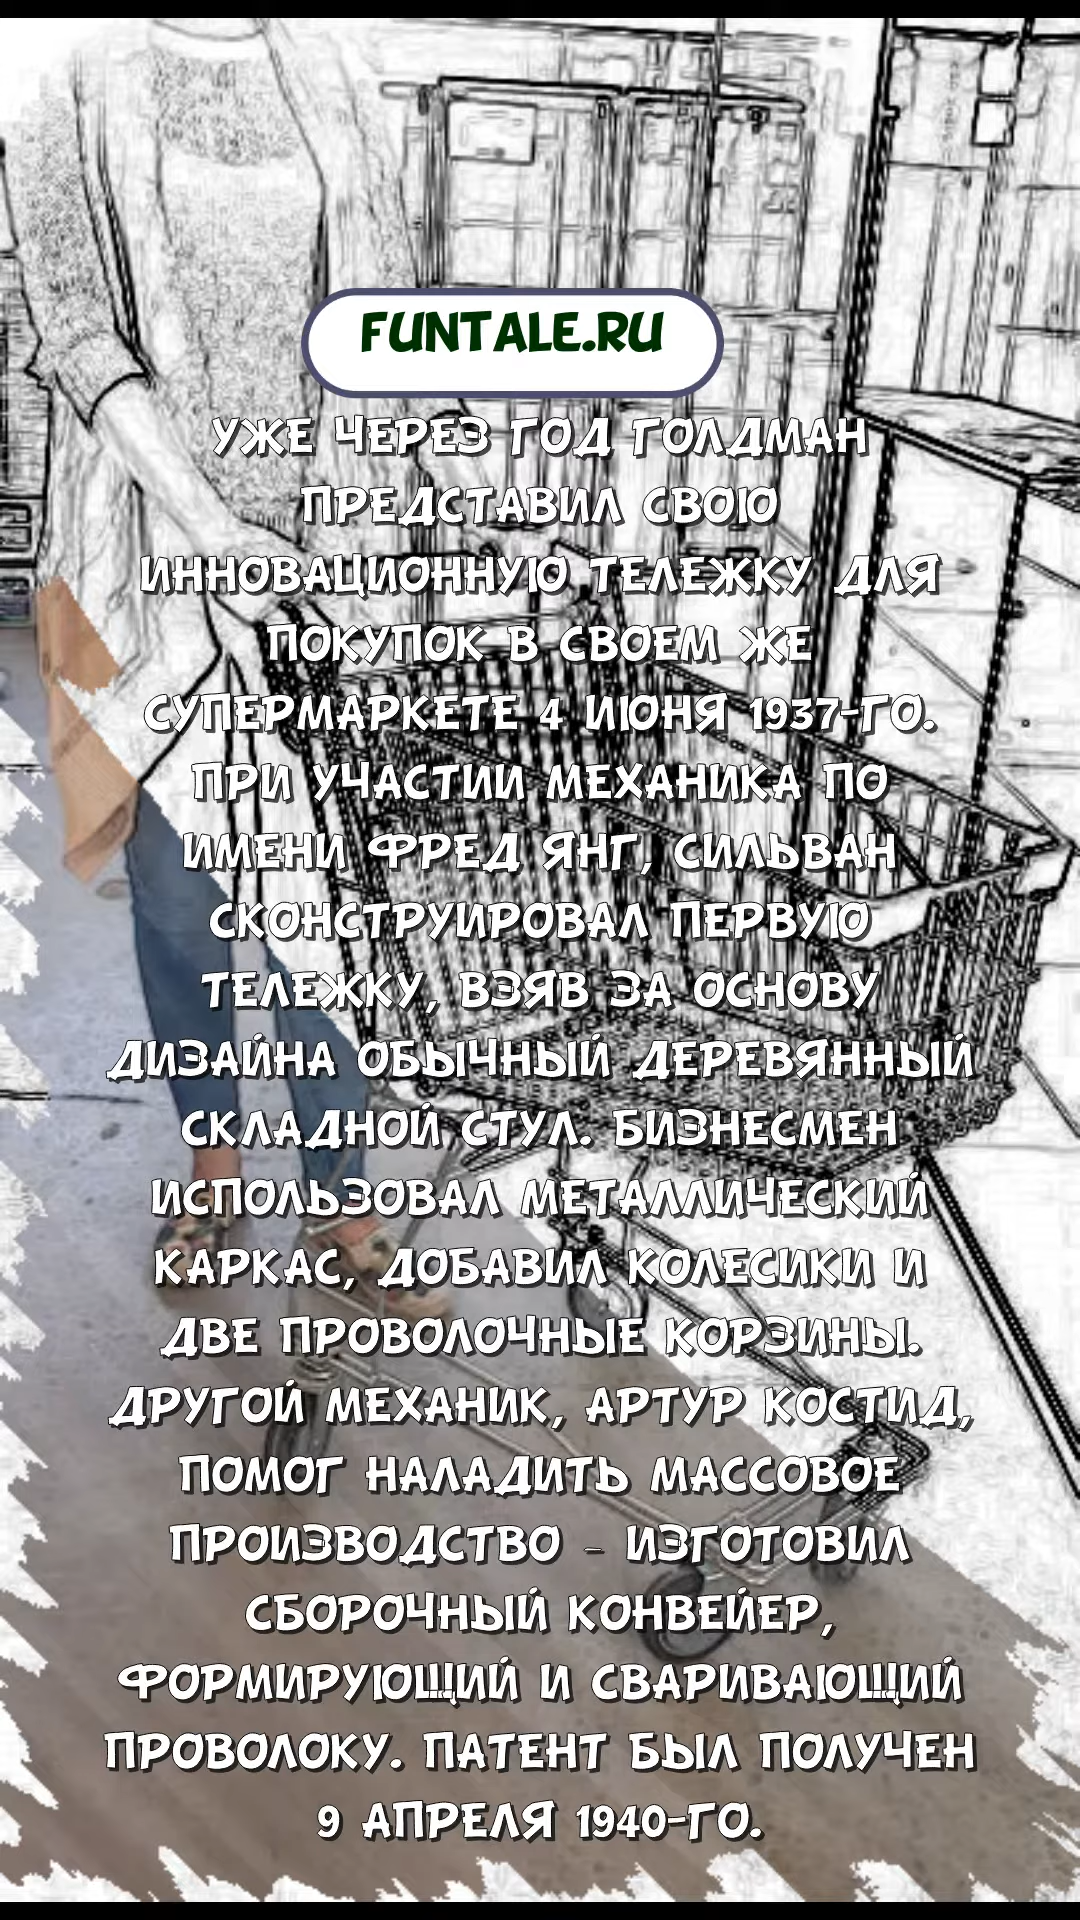 FUNTALE.RU
УЖЕ ЧЕРЕЗ ГОД ГОЛДМАН
ПРЕДСТАВИЛ СВОЮ
ИННОВАЦИОННУЮ ТЕЛЕЖКУ ДЛЯ
ПОКУПОК В СВОЕМ ЖЕ
СУПЕРМАРКЕТЕ 4 ИЮНЯ 1937-ГО.
ПРИ УЧАСТИИ МЕХАНИКА ПО
ИМЕНИ ФРЕД ЯНГ, СИЛЬВАН
СКОНСТРУИРОВАЛ ПЕРВУЮ
ТЕЛЕЖКУ, ВЗЯВ ЗА ОСНОВУ
ДИЗАЙНА ОБЫЧНЫЙ ДЕРЕВЯННЫЙ
СКЛАДНОЙ СТУЛ. БИЗНЕСМЕН
ИСПОЛЬЗОВАЛ МЕТАЛЛИЧЕСКИЙ
КАРКАС, ДОБАВИЛ КОЛЕСИКИ И
ДВЕ ПРОВОЛОЧНЫЕ КОРЗИНЫ.
ДРУГОЙ МЕХАНИК, АРТУР КОСТИД,
ПОМОГ НАЛАДИТЬ МАССОВОЕ
ПРОИЗВОДСТВО - ИЗГОТОВИЛ
СБОРОЧНЫЙ КОНВЕЙЕР,
ФОРМИРУЮЩИЙ И СВАРИВАЮЩИЙ
ПРОВОЛОКУ. ПАТЕНТ БЫЛ ПОЛУЧЕН
9 АПРЕЛЯ 1940-ГО.